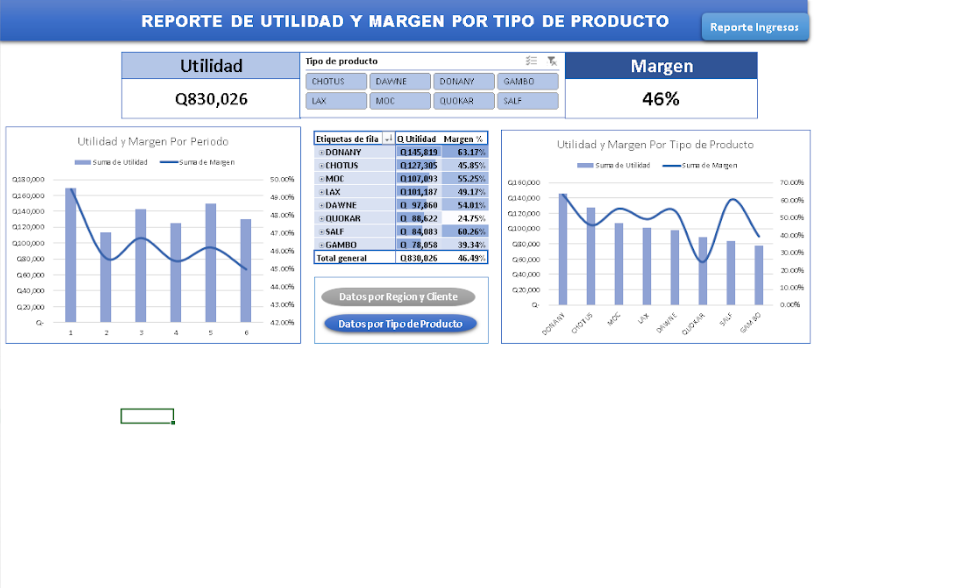 REPORTE DE UTILIDAD Y MARGEN POR TIPO DE PRODUCTO
Reporte Ingresos
Utilidad
Q830,026
Tipo de producto
CHOTUS DAWNE DONANY GAMBO
LAX MOC QUOKAR SALF
Margen
46%
Utilidad y Margen Por Periodo
Suma de Utilidad Suma de Margen
Q180,000
Q160,000
Q140,000
Q120,000
Q100,000
Q80,000
Q60,000
Q40,000
Q20,000
Q-
50.00%
49.00%
48.00%
47.00%
46.00%
45.00%
44.00%
43.00%
42.00%
1 2 3 4 5 6
Etiquetas de fila Q Utilidad Margen %
DONANY Q145,819 63.17%
CHOTUS Q127,305 45.85%
MOC Q107,093 55.25%
LAX Q101,187 49.17%
DAWNE Q 97,860 54.01%
QUOKAR Q 88,622 24.75%
SALF Q 84,083 60.26%
GAMBO Q 78,058 39.34%
Total general Q830,026 46.49%
Datos por Region y Cliente
Datos por Tipo de Producto
Utilidad y Margen Por Tipo de Producto
Suma de Utilidad Suma de Margen
Q160,000
Q140,000
Q120,000
Q100,000
Q80,000
Q60,000
Q40,000
Q20,000
Q-
70.00%
60.00%
50.00%
40.00%
30.00%
20.00%
10.00%
0.00%
DONANY CHOTUS MOC LAX DAWNE QUOKAR SALF GAMBO